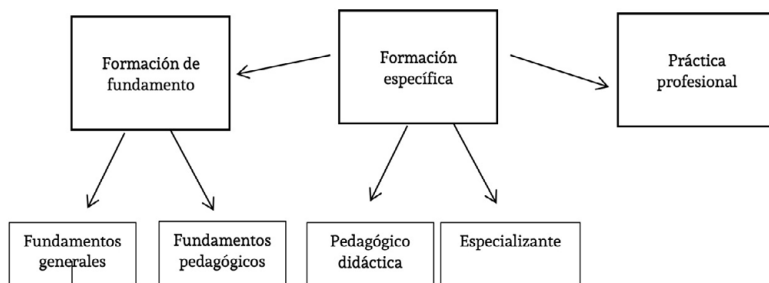 Formación de
fundamento
Formación
específica
Práctica
profesional
Fundamentos
generales
Fundamentos
pedagógicos
Pedagógico
didáctica
Especializante